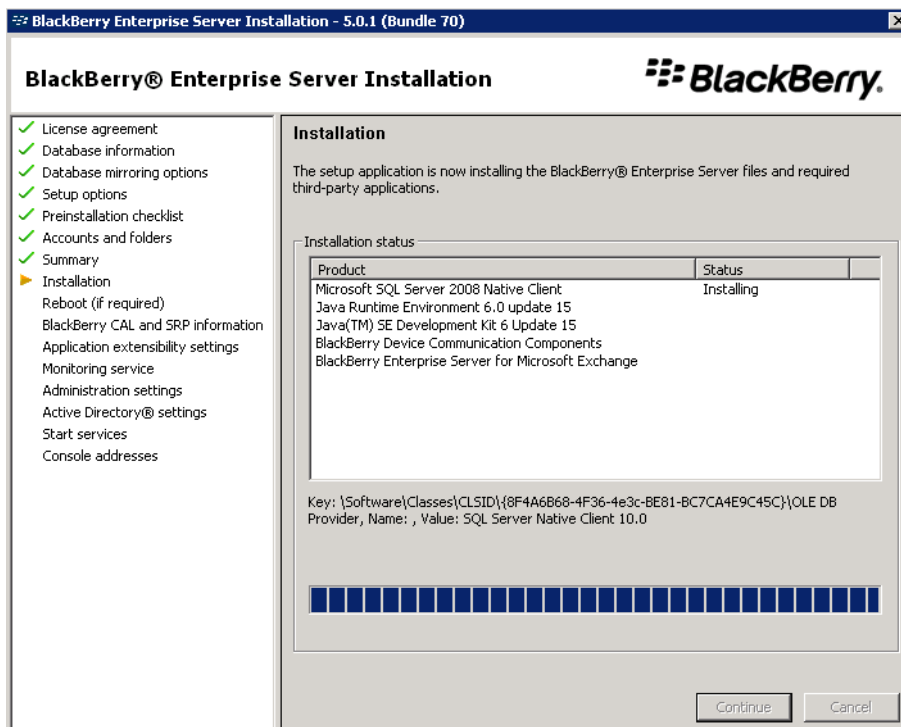 BlackBerry Enterprise Server Installation - 5.0.1 (Bundle 70)
BlackBerry® Enterprise Server Installation
BlackBerry.
License agreement
Database information
Database mirroring options
Setup options
Preinstallation checklist
Accounts and folders
Summary
Installation
Reboot (if required)
BlackBerry CAL and SRP information
Application extensibility settings
Monitoring service
Administration settings
Active Directory® settings
Start services
Console addresses
Installation
The setup application is now installing the BlackBerry® Enterprise Server files and required
third-party applications.
Installation status
Product Status
Microsoft SQL Server 2008 Native Client Installing
Java Runtime Environment 6.0 update 15
Java(TM) SE Development Kit 6 Update 15
BlackBerry Device Communication Components
BlackBerry Enterprise Server for Microsoft Exchange
Key: \Software\Classes\CLSID\{8F4A6B68-4F36-4e3c-BE81-BC7CA4E9C45C}\OLE DB
Provider, Name: , Value: SQL Server Native Client 10.0
Continue Cancel